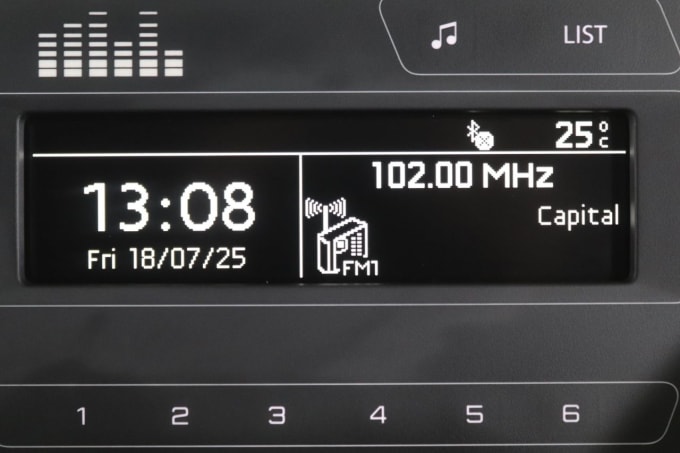 LIST
25°C
102.00 MHz
13:08
Capital
Fri 18/07/25
FM1
1 2 3 4 5 6